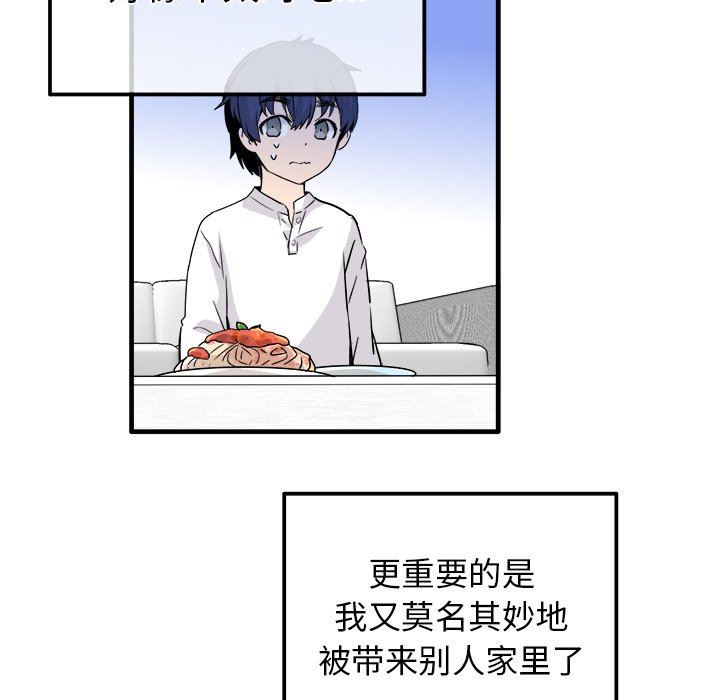 更重要的是
我又莫名其妙地
被带来别人家里了